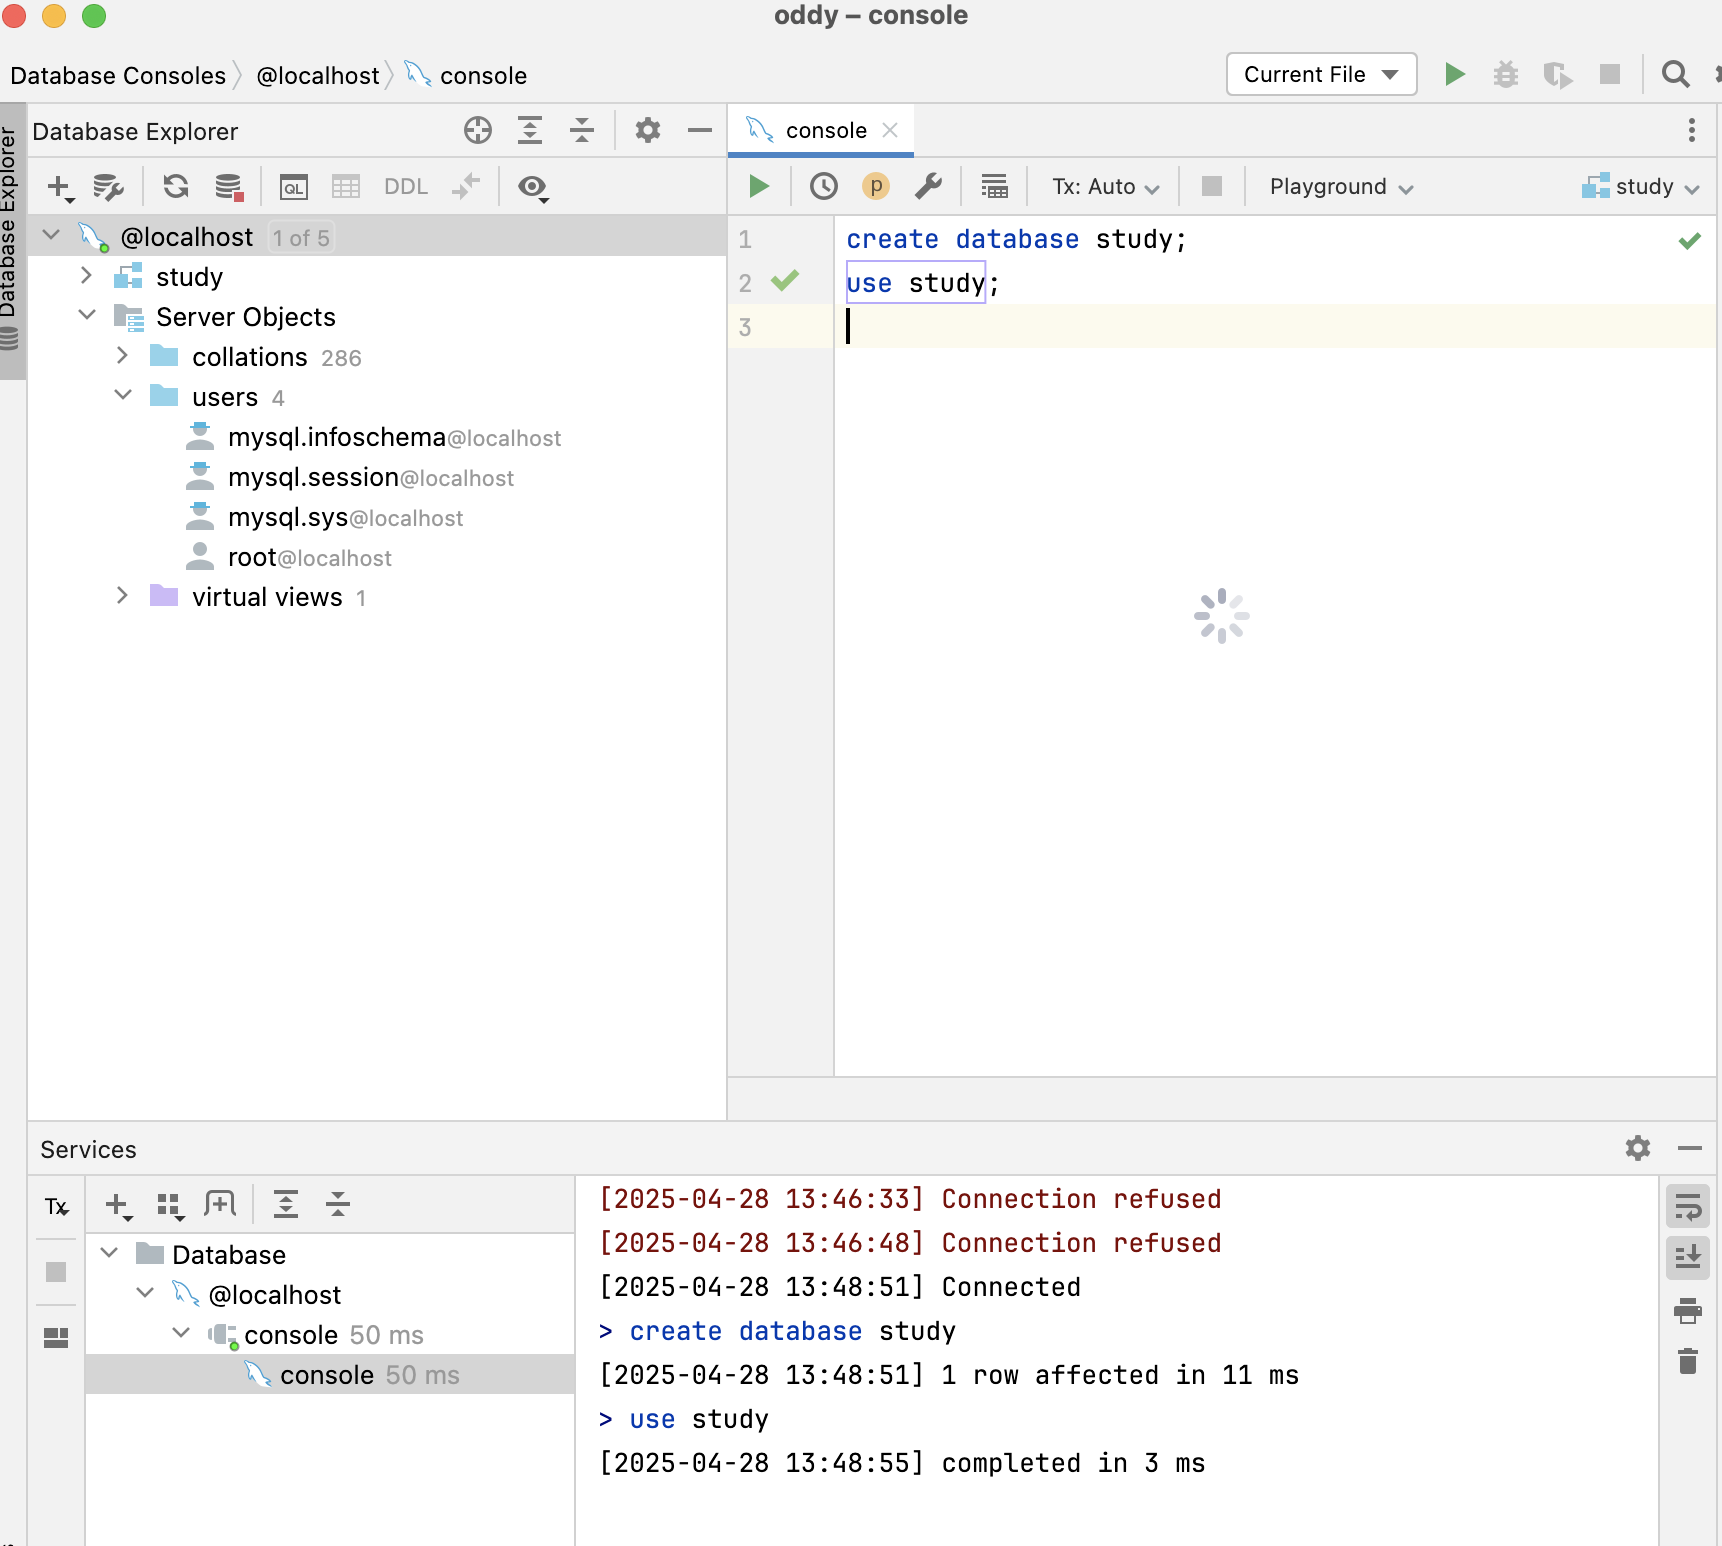 oddy – console
Database Consoles @localhost console
Current File
Database Explorer
Database Explorer
console
QL DDL
p Tx: Auto Playground study
@localhost 1 of 5
study
Server Objects
collations 286
users 4
mysql.infoschema@localhost
mysql.session@localhost
mysql.sys@localhost
root@localhost
virtual views 1
1 create database study;
2 use study;
3
Services
Tx
Database
@localhost
console 50 ms
console 50 ms
[2025-04-28 13:46:33] Connection refused
[2025-04-28 13:46:48] Connection refused
[2025-04-28 13:48:51] Connected
> create database study
[2025-04-28 13:48:51] 1 row affected in 11 ms
> use study
[2025-04-28 13:48:55] completed in 3 ms